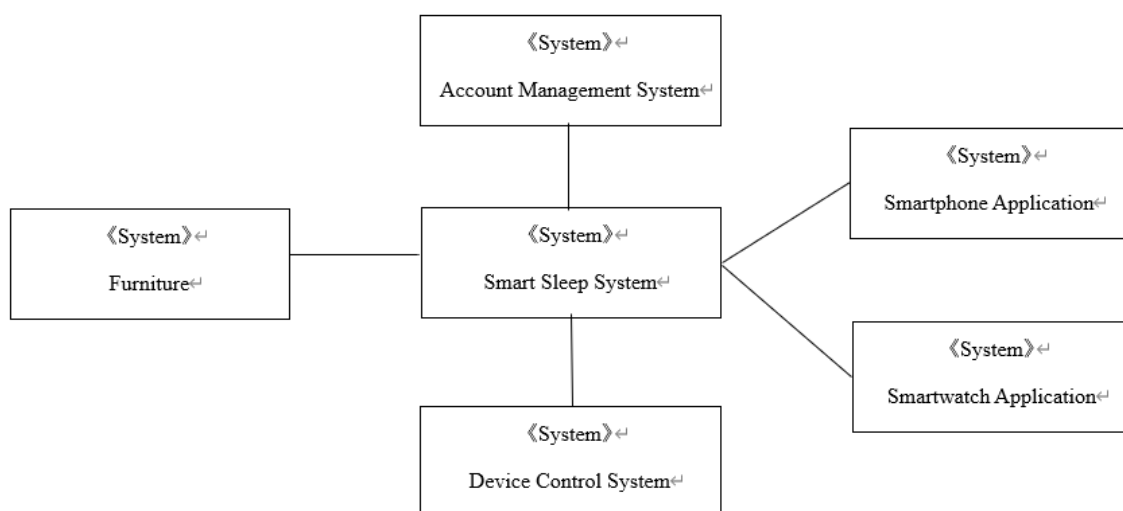 《System》↵
Account Management System↵
《System》↵
Smartphone Application↵
《System》↵
Furniture↵
《System》↵
Smart Sleep System↵
《System》↵
Smartwatch Application↵
《System》↵
Device Control System↵